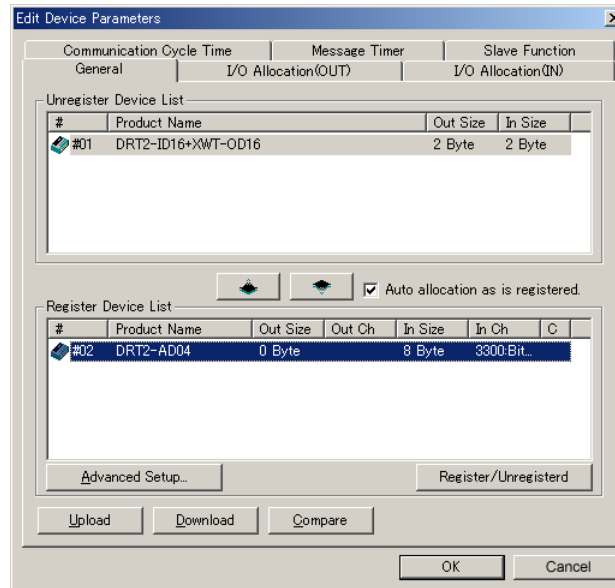 Edit Device Parameters
Communication Cycle Time Message Timer Slave Function
General I/O Allocation(OUT) I/O Allocation(IN)
Unregister Device List
# Product Name Out Size In Size
#01 DRT2-ID16+XWT-OD16 2 Byte 2 Byte
Auto allocation as is registered.
Register Device List
# Product Name Out Size Out Ch In Size In Ch C
#02 DRT2-AD04 0 Byte 8 Byte 3300:Bit...
Advanced Setup... Register/Unregisterd
Upload Download Compare
OK Cancel